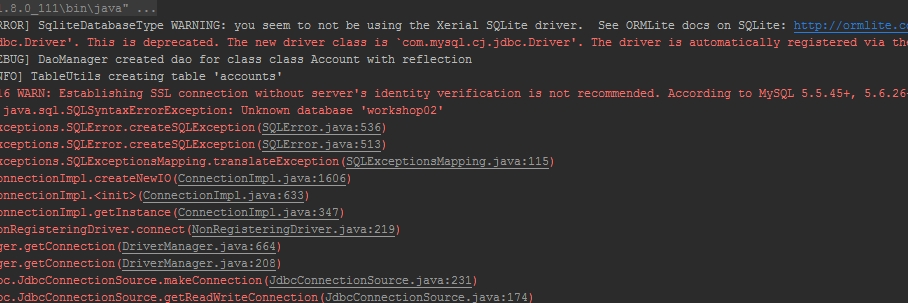 1.8.0_111\bin\java" ...
RROR] SqliteDatabaseType WARNING: you seem to not be using the Xerial SQLite driver.  See ORMLite docs on SQLite: http://ormlite.co
dbc.Driver'. This is deprecated. The new driver class is `com.mysql.cj.jdbc.Driver'. The driver is automatically registered via the
EBUG] DaoManager created dao for class class Account with reflection
NFO] TableUtils creating table 'accounts'
16 WARN: Establishing SSL connection without server's identity verification is not recommended. According to MySQL 5.5.45+, 5.6.26+
java.sql.SQLSyntaxErrorException: Unknown database 'workshop02'
xceptions.SQLError.createSQLException(SQLError.java:536)
xceptions.SQLError.createSQLException(SQLError.java:513)
xceptions.SQLExceptionsMapping.translateException(SQLExceptionsMapping.java:115)
onnectionImpl.createNewIO(ConnectionImpl.java:1606)
onnectionImpl.<init>(ConnectionImpl.java:633)
onnectionImpl.getInstance(ConnectionImpl.java:347)
onRegisteringDriver.connect(NonRegisteringDriver.java:219)
ger.getConnection(DriverManager.java:664)
ger.getConnection(DriverManager.java:208)
bc.JdbcConnectionSource.makeConnection(JdbcConnectionSource.java:231)
bc.JdbcConnectionSource.getReadWriteConnection(JdbcConnectionSource.java:174)